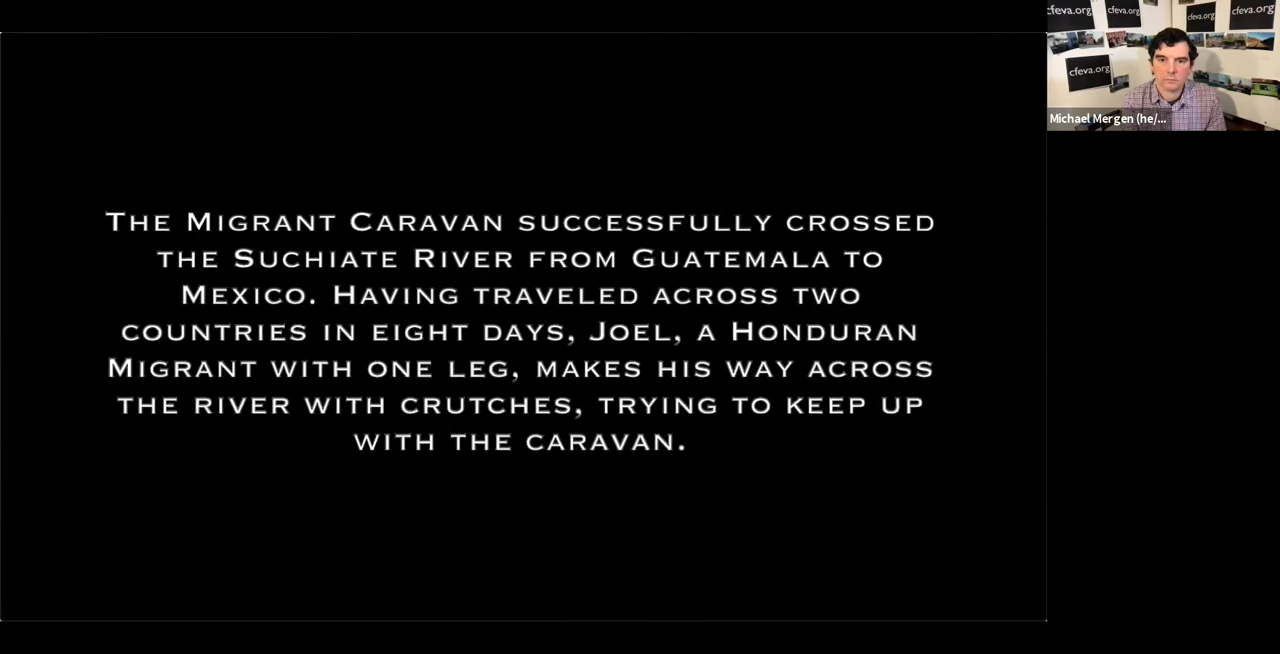 cfeva.org
cfeva.org
cfeva.org
cfeva.org
cfeva.org
Michael Mergen (he/...
The Migrant Caravan successfully crossed
the Suchiate River from Guatemala to
Mexico. Having traveled across two
countries in eight days, Joel, a Honduran
Migrant with one leg, makes his way across
the river with crutches, trying to keep up
with the caravan.